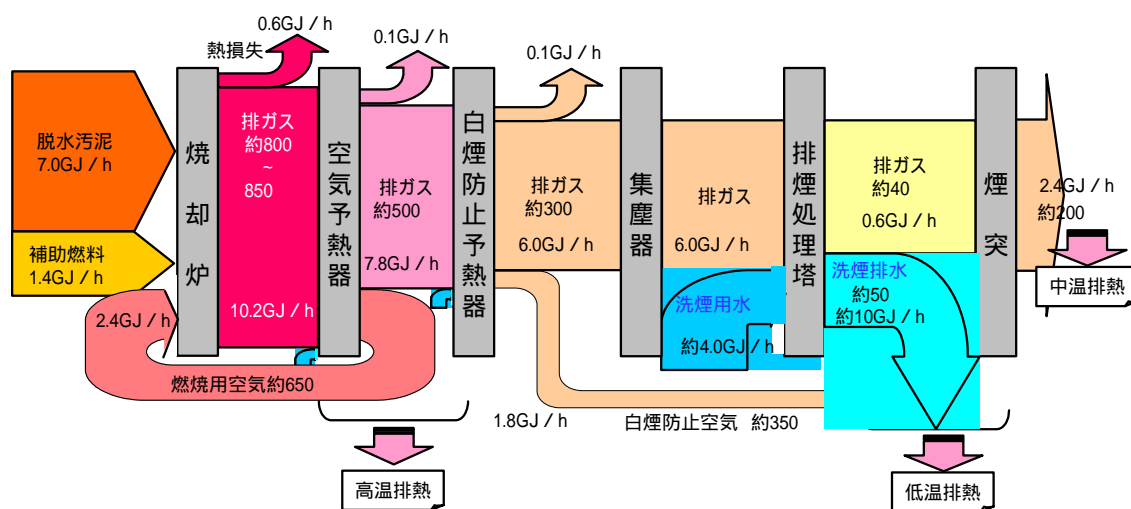 0.6GJ / h
熱損失
0.1GJ / h
0.1GJ / h
脱水汚泥
7.0GJ / h
補助燃料
1.4GJ / h
焼却炉
排ガス
約800
~
850
10.2GJ / h
2.4GJ / h
燃焼用空気約650
空気予熱器
排ガス
約500
7.8GJ / h
白煙防止予熱器
排ガス
約300
6.0GJ / h
集塵器
排ガス
6.0GJ / h
洗煙用水
約4.0GJ / h
排煙処理塔
排ガス
約40
0.6GJ / h
洗煙排水
約50
約10GJ / h
煙突
2.4GJ / h
約200
中温排熱
1.8GJ / h
白煙防止空気 約350
高温排熱
低温排熱